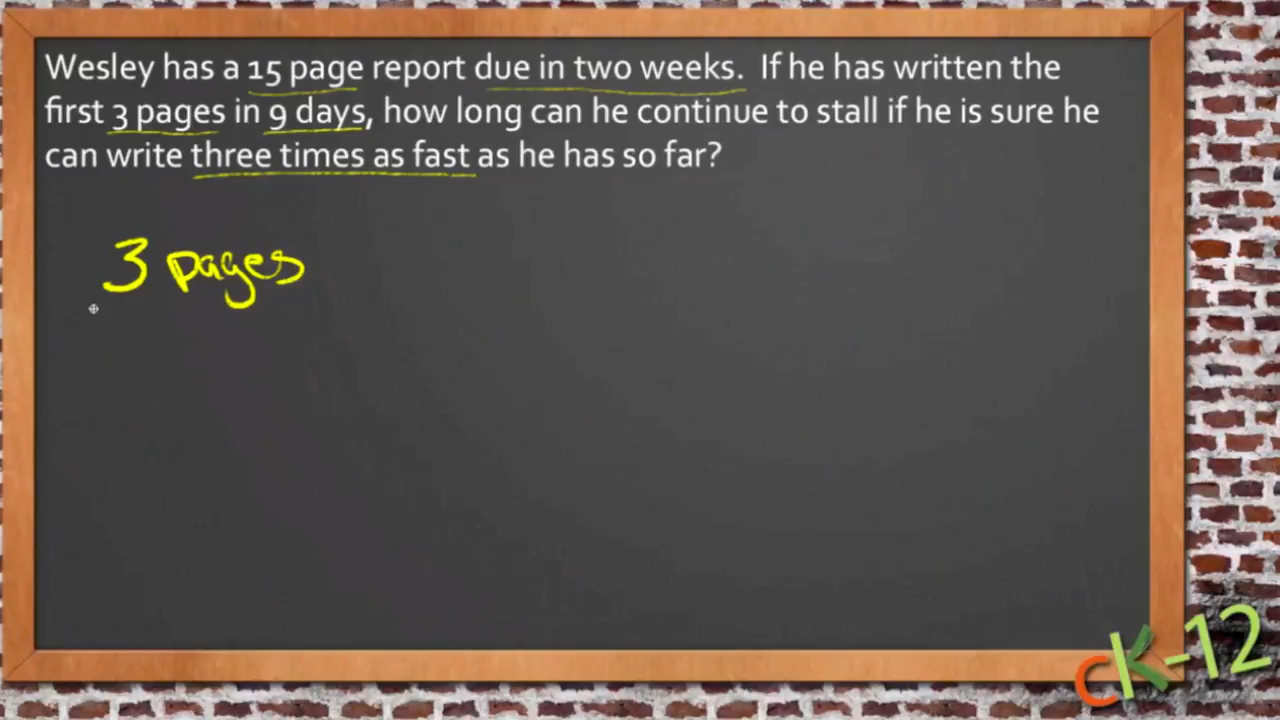 Wesley has a 15 page report due in two weeks. If he has written the
first 3 pages in 9 days, how long can he continue to stall if he is sure he
can write three times as fast as he has so far?
3 pages
CK-12